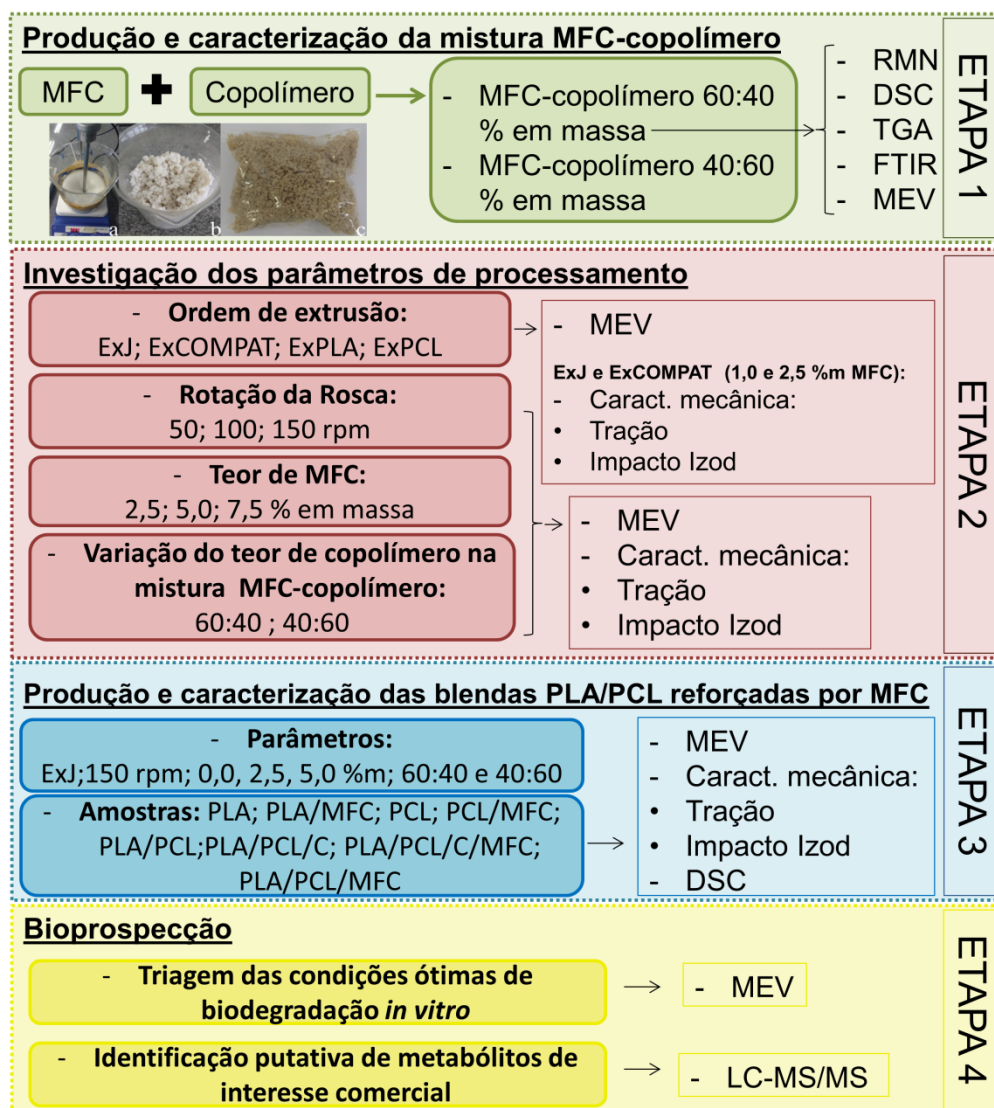 Produção e caracterização da mistura MFC-copolímero
MFC + Copolímero
a
b
c
- MFC-copolímero 60:40
% em massa
- MFC-copolímero 40:60
% em massa
- RMN
- DSC
- TGA
- FTIR
- MEV
ETAPA 1
Investigação dos parâmetros de processamento
- Ordem de extrusão:
ExJ; ExCOMPAT; ExPLA; ExPCL
- Rotação da Rosca:
50; 100; 150 rpm
- Teor de MFC:
2,5; 5,0; 7,5 % em massa
- Variação do teor de copolímero na
mistura MFC-copolímero:
60:40 ; 40:60
- MEV
ExJ e ExCOMPAT (1,0 e 2,5 %m MFC):
- Caract. mecânica:
• Tração
• Impacto Izod
- MEV
- Caract. mecânica:
• Tração
• Impacto Izod
ETAPA 2
Produção e caracterização das blendas PLA/PCL reforçadas por MFC
- Parâmetros:
ExJ;150 rpm; 0,0, 2,5, 5,0 %m; 60:40 e 40:60
- Amostras: PLA; PLA/MFC; PCL; PCL/MFC;
PLA/PCL;PLA/PCL/C; PLA/PCL/C/MFC;
PLA/PCL/MFC
- MEV
- Caract. mecânica:
• Tração
• Impacto Izod
- DSC
ETAPA 3
Bioprospecção
- Triagem das condições ótimas de
biodegradação in vitro
- MEV
- Identificação putativa de metabólitos de
interesse comercial
- LC-MS/MS
ETAPA 4